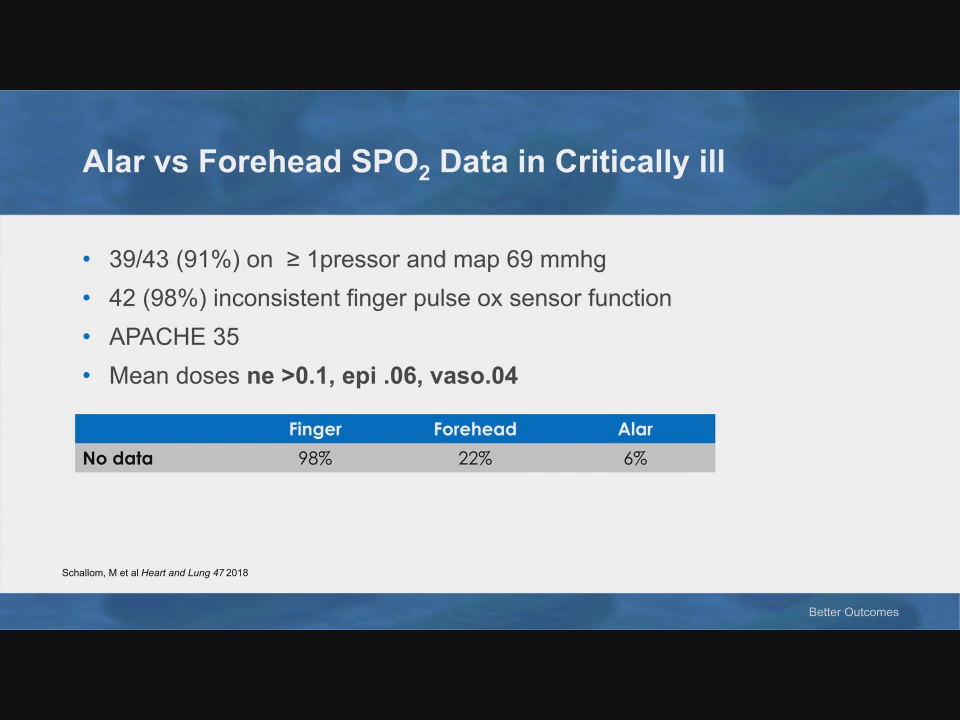 Alar vs Forehead SPO₂ Data in Critically ill
• 39/43 (91%) on ≥ 1pressor and map 69 mmhg
• 42 (98%) inconsistent finger pulse ox sensor function
• APACHE 35
• Mean doses ne >0.1, epi .06, vaso.04
Finger Forehead Alar
No data 98% 22% 6%
Schallom, M et al Heart and Lung 47 2018
Better Outcomes